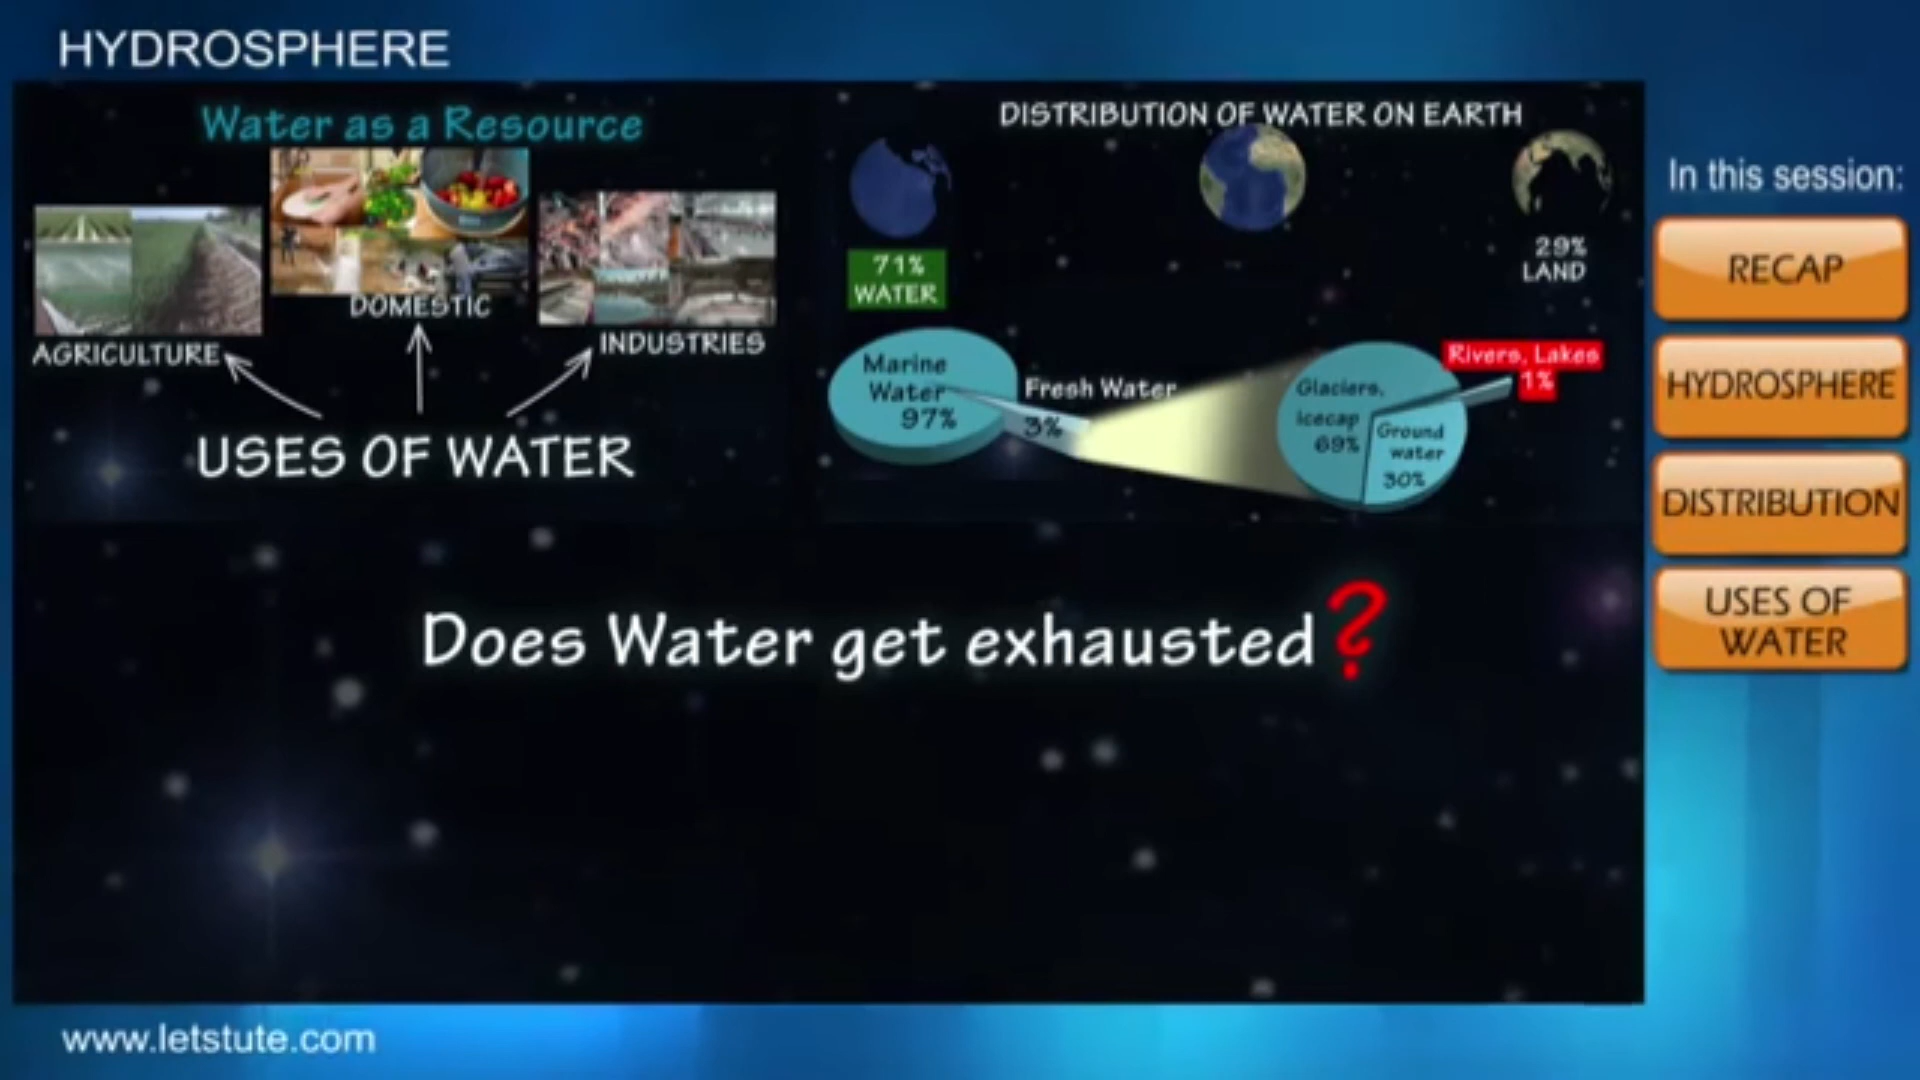 HYDROSPHERE
Water as a Resource
AGRICULTURE
DOMESTIC
INDUSTRIES
USES OF WATER
DISTRIBUTION OF WATER ON EARTH
71%
WATER
29%
LAND
Marine
Water
97%
Fresh Water
3%
Glaciers,
icecap
69%
Ground
water
30%
Rivers, Lakes
1%
Does Water get exhausted?
In this session:
RECAP
HYDROSPHERE
DISTRIBUTION
USES OF
WATER
www.letstute.com